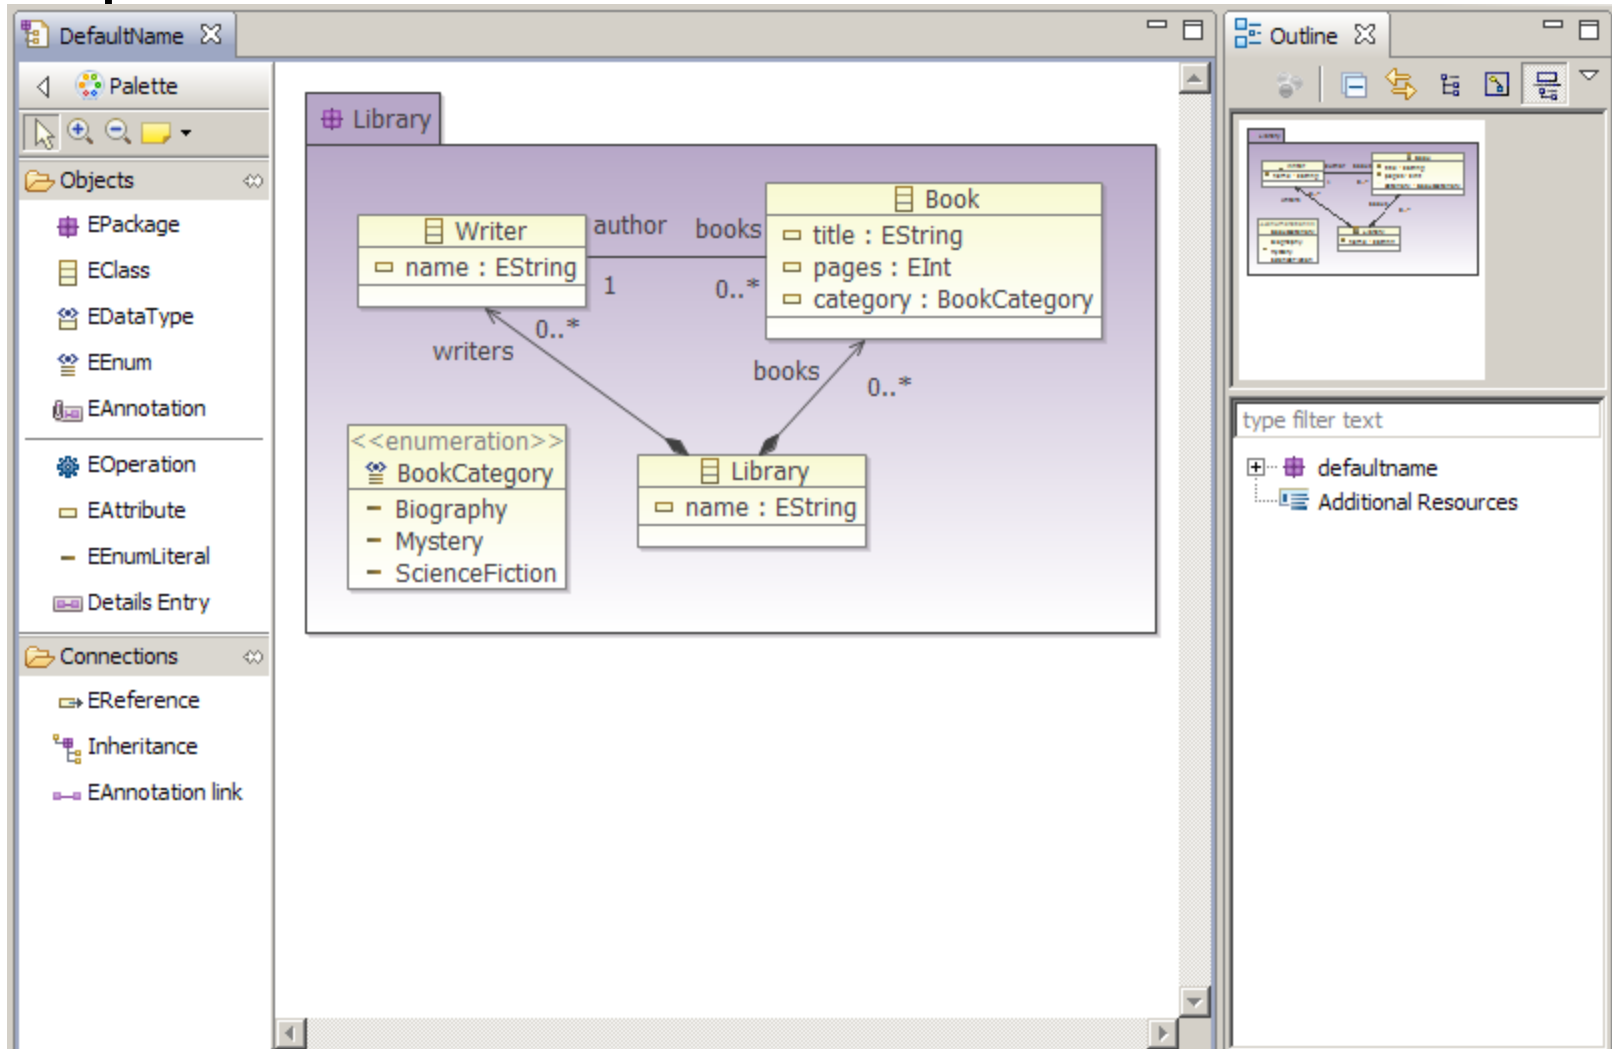 DefaultName
Palette
Objects
EPackage
EClass
EDataType
EEnum
EAnnotation
EOperation
EAttribute
EEnumLiteral
Details Entry
Connections
EReference
Inheritance
EAnnotation link
Library
Writer
name : EString
author
books
1
0..*
Book
title : EString
pages : EInt
category : BookCategory
0..*
writers
books
0..*
<<enumeration>>
BookCategory
Biography
Mystery
ScienceFiction
Library
name : EString
Outline
type filter text
defaultname
Additional Resources